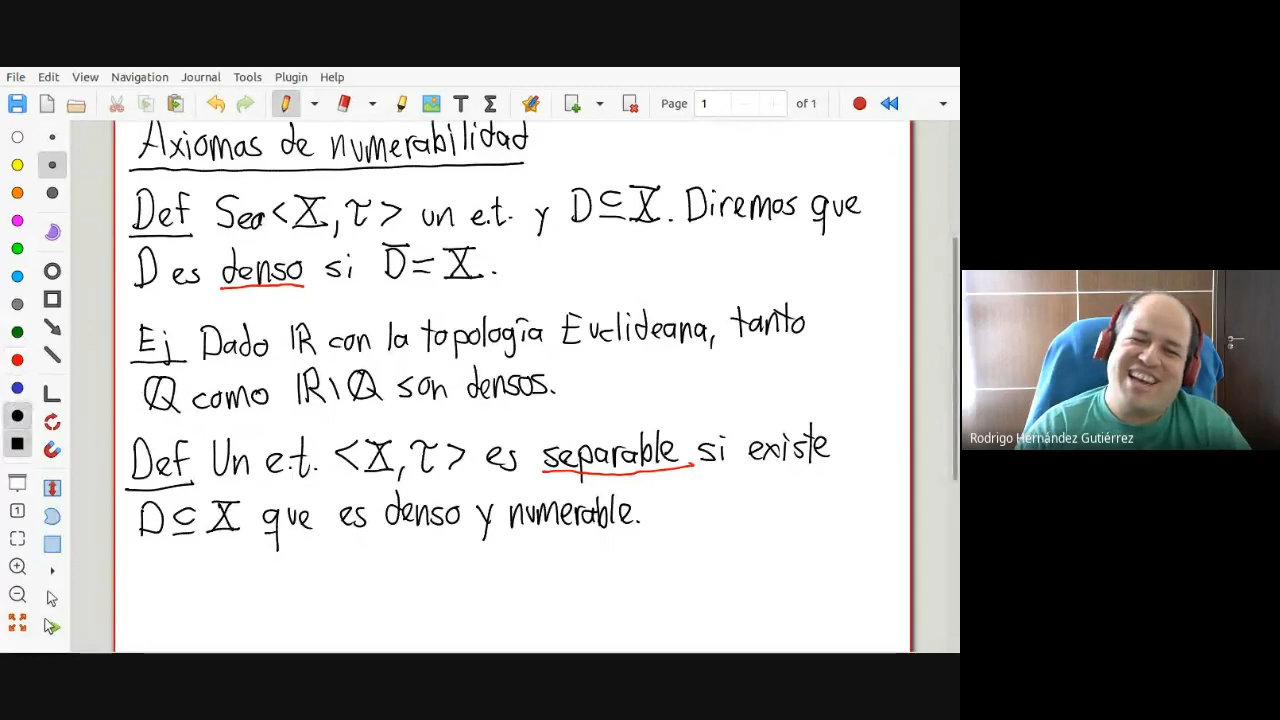 File Edit View Navigation Journal Tools Plugin Help
Page 1 of 1
Axiomas de numerabilidad
Def Sea <X, τ> un e.t. y D⊆X. Diremos que
D es denso si D̅ = X.
Ej Dado ℝ con la topología Euclideana, tanto
ℚ como ℝ\ℚ son densos.
Def Un e.t. <X, τ> es separable si existe
D ⊆ X que es denso y numerable.
Rodrigo Hernández Gutiérrez